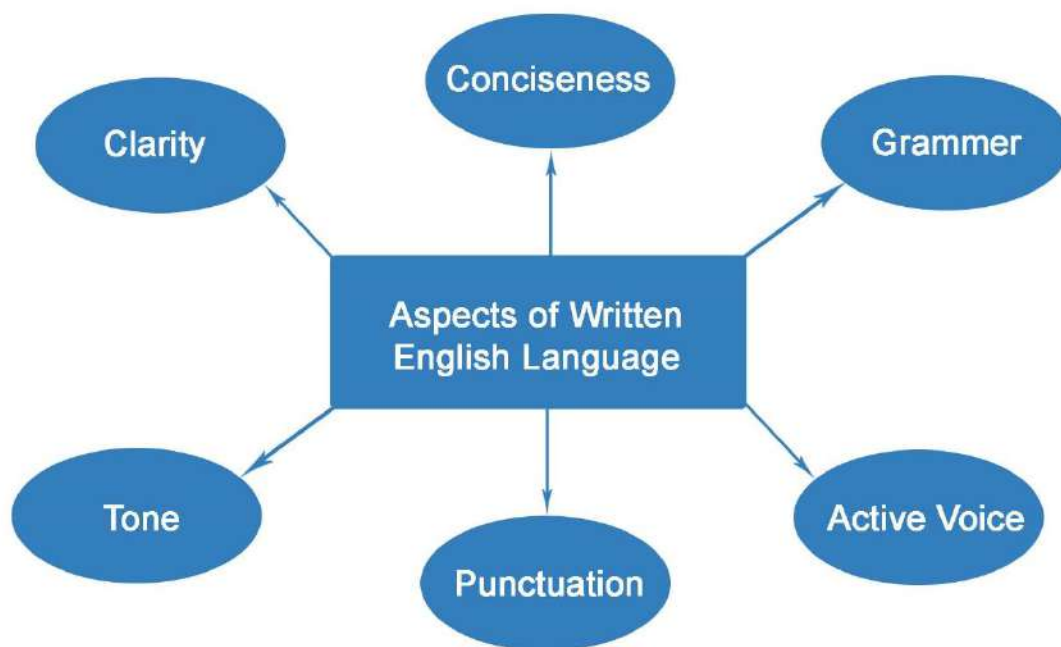 Conciseness
Clarity
Grammer
Aspects of Written
English Language
Tone
Active Voice
Punctuation